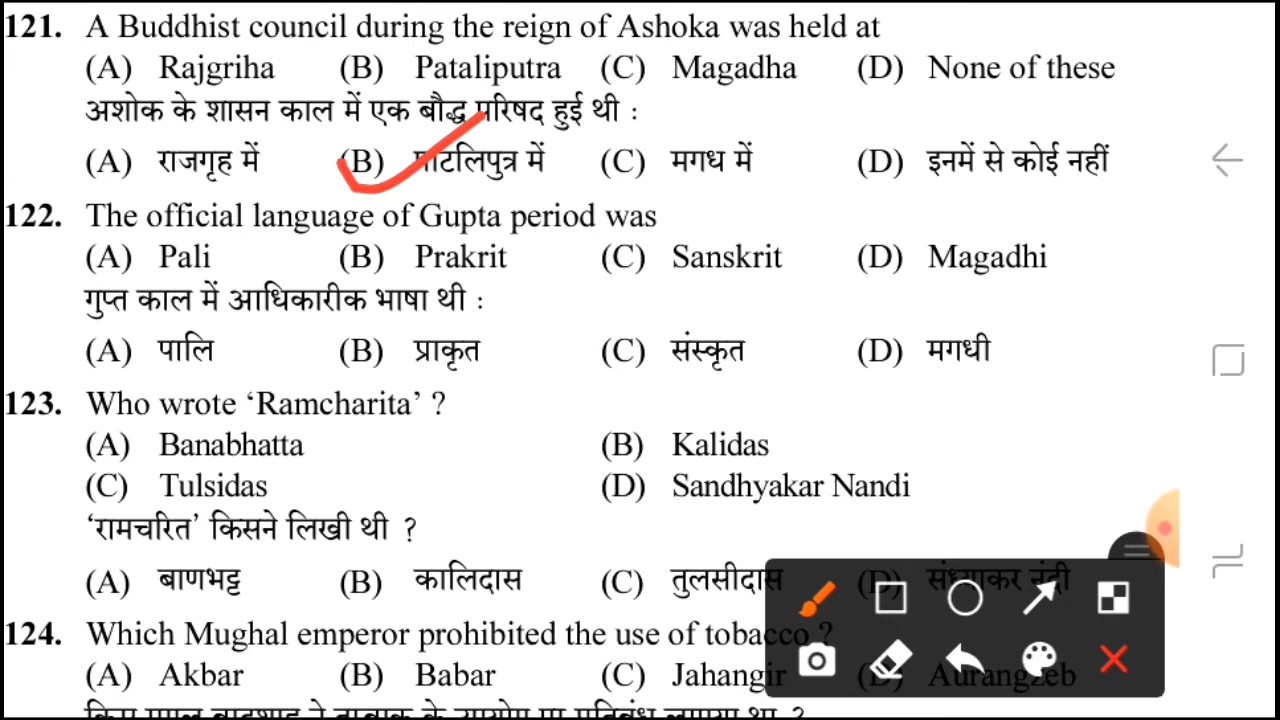 121. A Buddhist council during the reign of Ashoka was held at
(A) Rajgriha (B) Pataliputra (C) Magadha (D) None of these
अशोक के शासन काल में एक बौद्ध परिषद हुई थी :
(A) राजगृह में (B) पाटलिपुत्र में (C) मगध में (D) इनमें से कोई नहीं
122. The official language of Gupta period was
(A) Pali (B) Prakrit (C) Sanskrit (D) Magadhi
गुप्त काल में आधिकारीक भाषा थी :
(A) पालि (B) प्राकृत (C) संस्कृत (D) मगधी
123. Who wrote ‘Ramcharita’ ?
(A) Banabhatta (B) Kalidas
(C) Tulsidas (D) Sandhyakar Nandi
‘रामचरित’ किसने लिखी थी ?
(A) बाणभट्ट (B) कालिदास (C) तुलसीदास (D) संध्याकर नंदी
124. Which Mughal emperor prohibited the use of tobacco ?
(A) Akbar (B) Babar (C) Jahangir (D) Aurangzeb